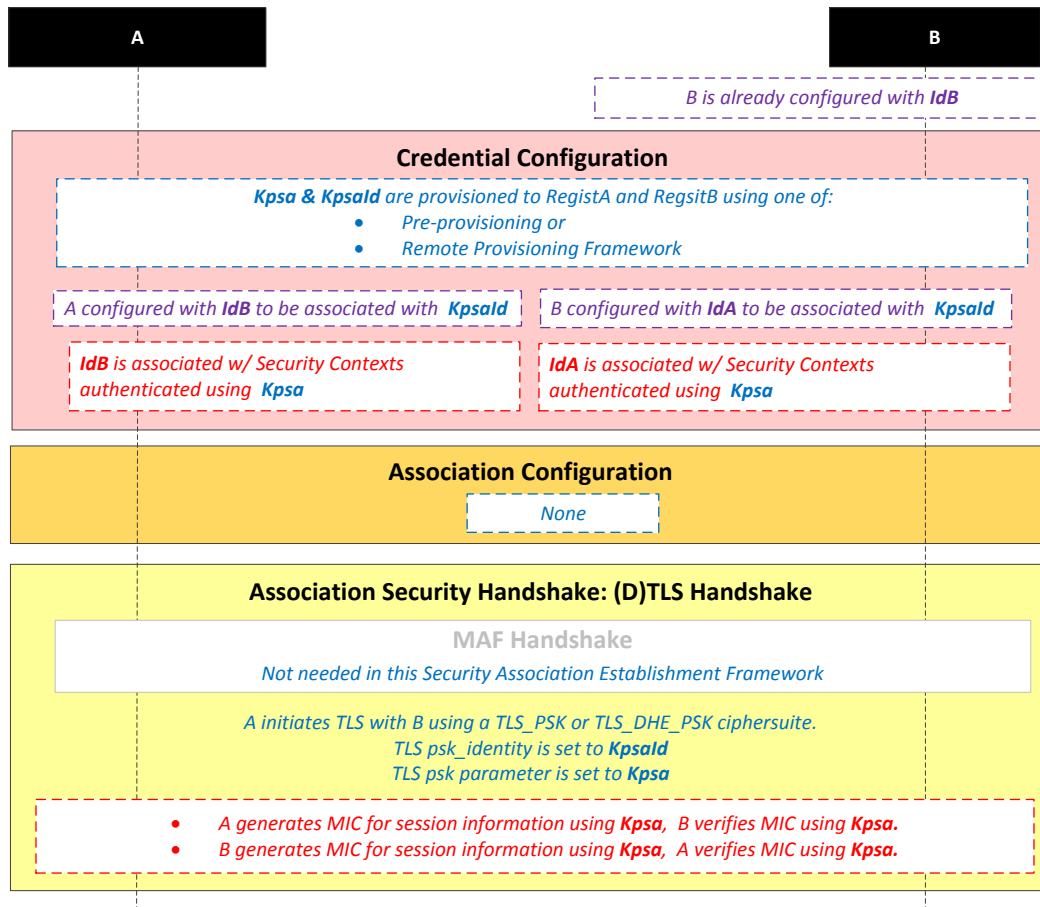 A
B
B is already configured with IdB
Credential Configuration
Kpsa & KpsaId are provisioned to RegistA and RegsitB using one of:
• Pre-provisioning or
• Remote Provisioning Framework
A configured with IdB to be associated with KpsaId
B configured with IdA to be associated with KpsaId
IdB is associated w/ Security Contexts
authenticated using Kpsa
IdA is associated w/ Security Contexts
authenticated using Kpsa
Association Configuration
None
Association Security Handshake: (D)TLS Handshake
MAF Handshake
Not needed in this Security Association Establishment Framework
A initiates TLS with B using a TLS_PSK or TLS_DHE_PSK ciphersuite.
TLS psk_identity is set to KpsaId
TLS psk parameter is set to Kpsa
• A generates MIC for session information using Kpsa, B verifies MIC using Kpsa.
• B generates MIC for session information using Kpsa, A verifies MIC using Kpsa.